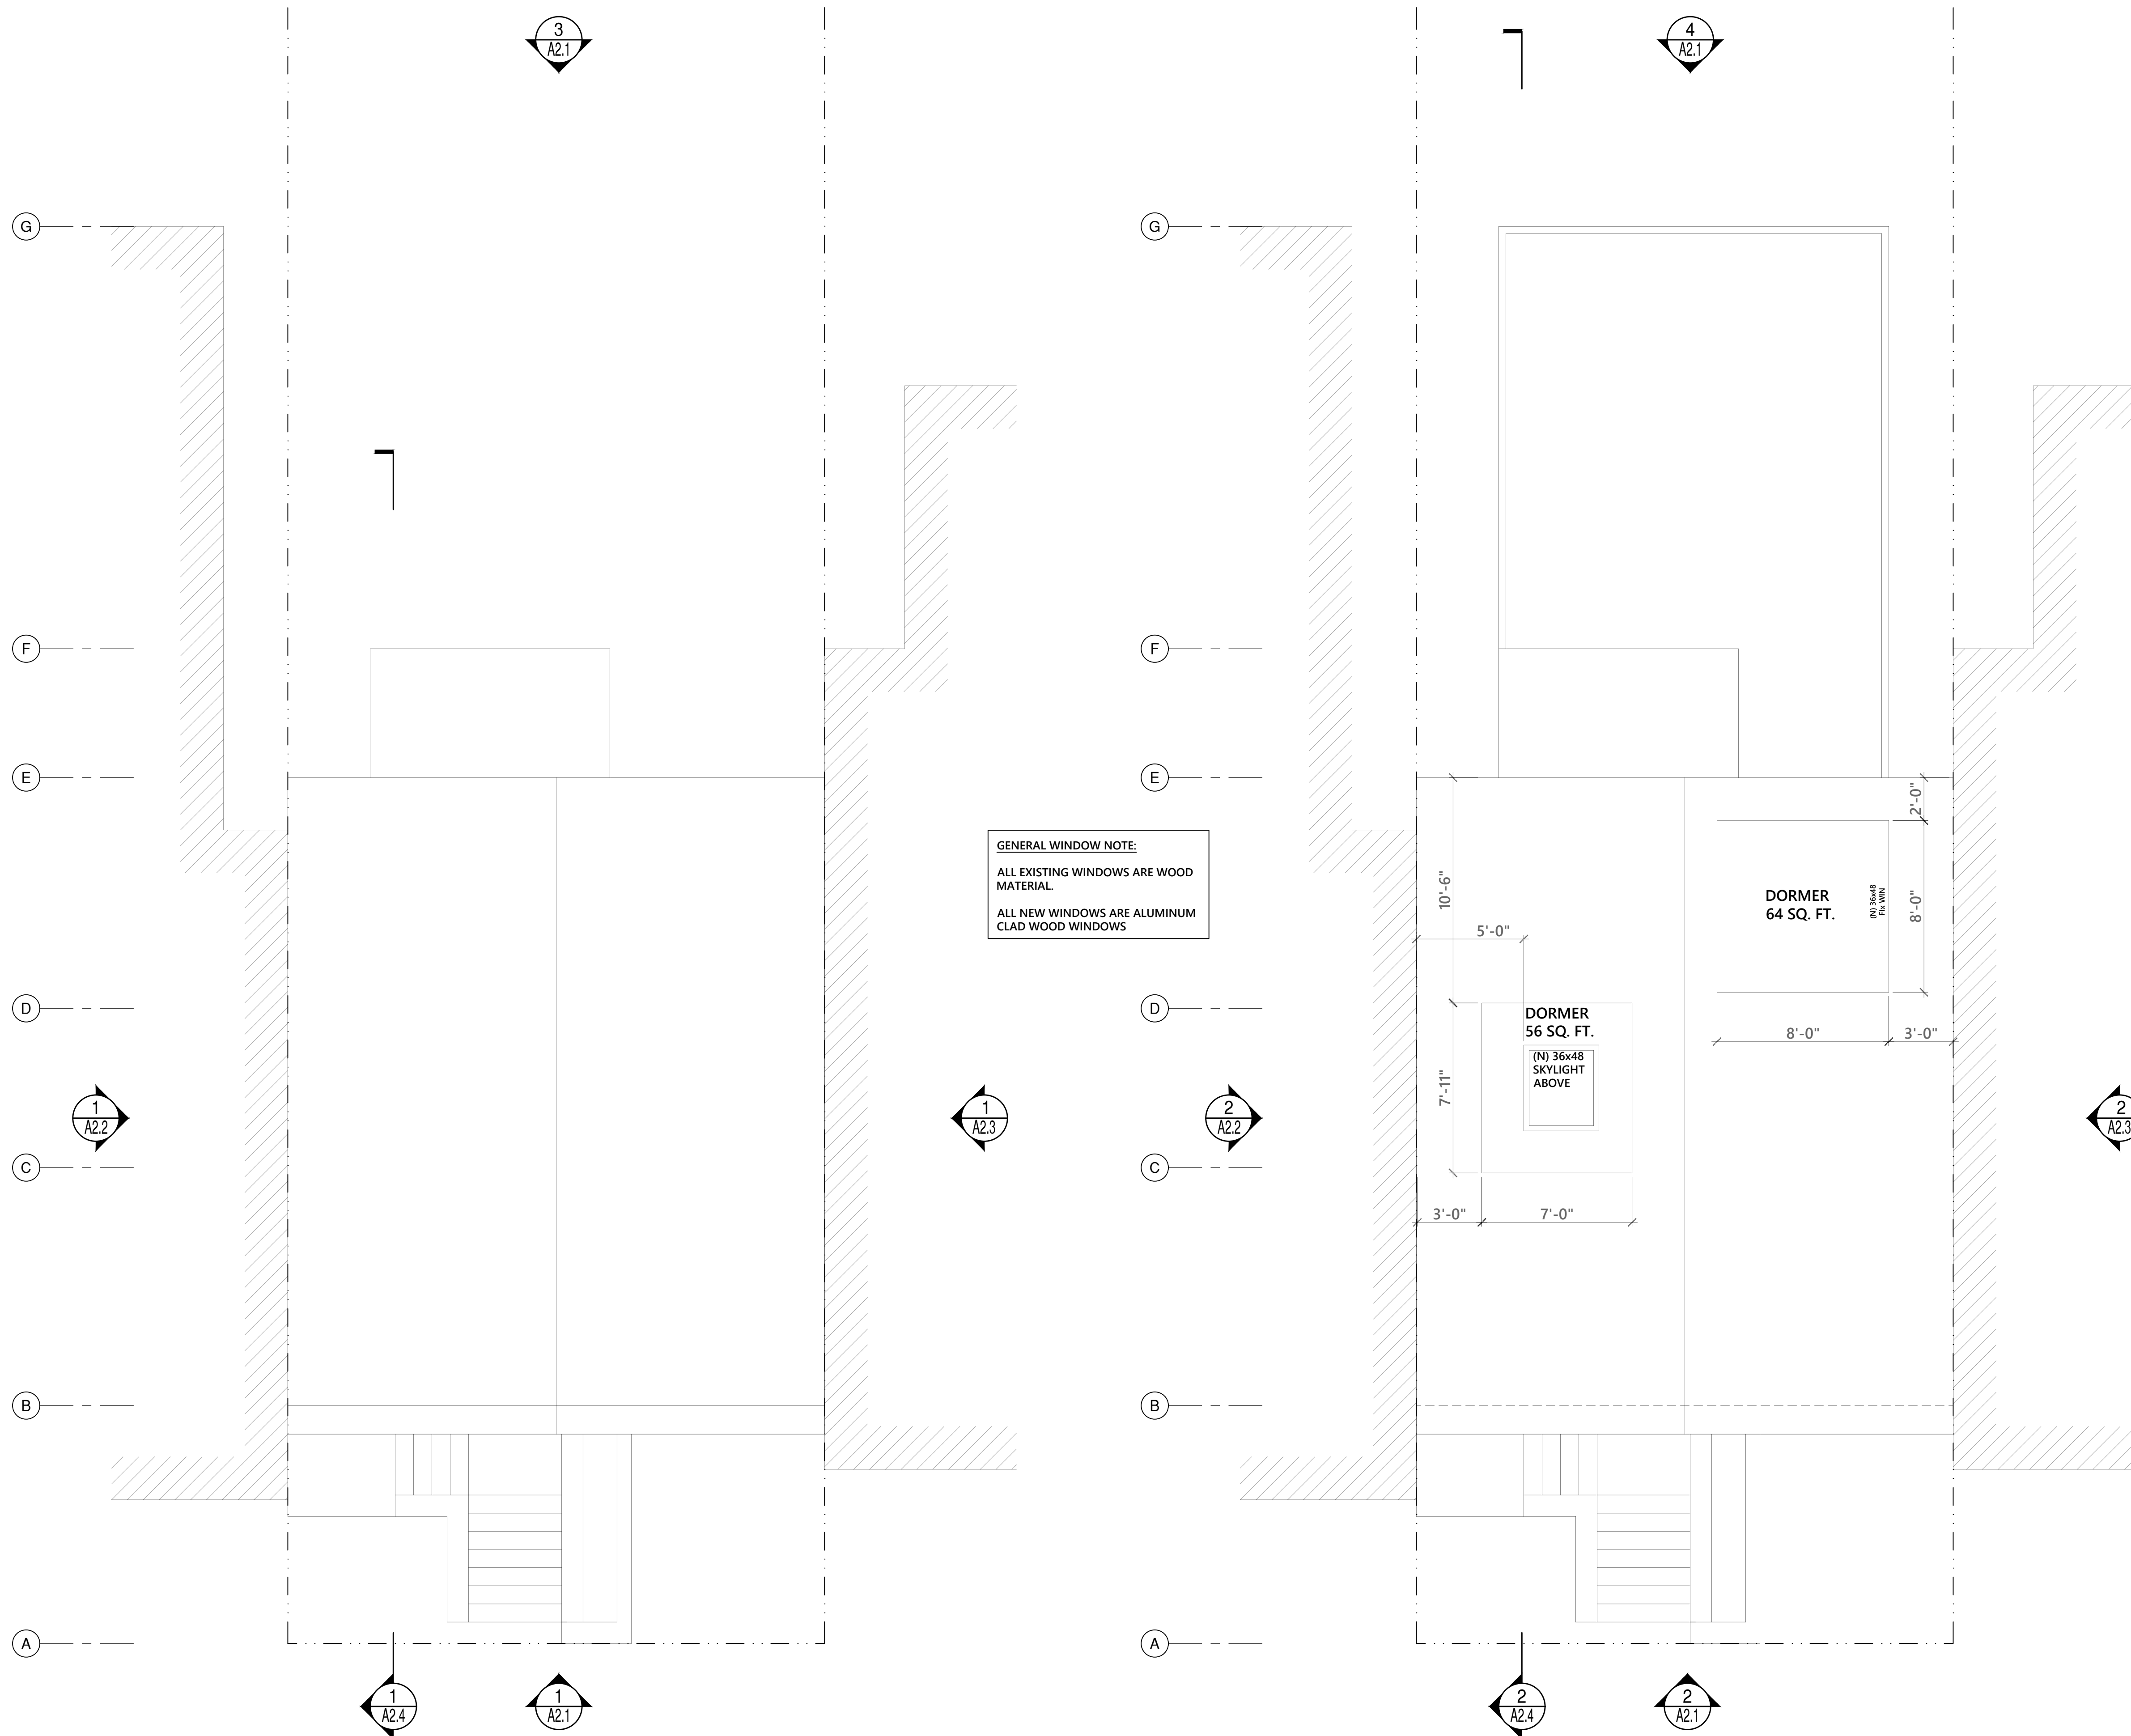 3
A2.1
4
A2.1
G
G
F
F
E
E
2'-0"
GENERAL WINDOW NOTE:
ALL EXISTING WINDOWS ARE WOOD
MATERIAL.
ALL NEW WINDOWS ARE ALUMINUM
CLAD WOOD WINDOWS
10'-6"
DORMER
64 SQ. FT.
(N) 36x48
Fix WIN
8'-0"
5'-0"
D
D
DORMER
56 SQ. FT.
8'-0"
3'-0"
(N) 36x48
SKYLIGHT
ABOVE
7'-11"
1
A2.2
1
A2.3
2
A2.2
2
A2.3
C
C
3'-0"
7'-0"
B
B
A
A
1
A2.4
1
A2.1
2
A2.4
2
A2.1